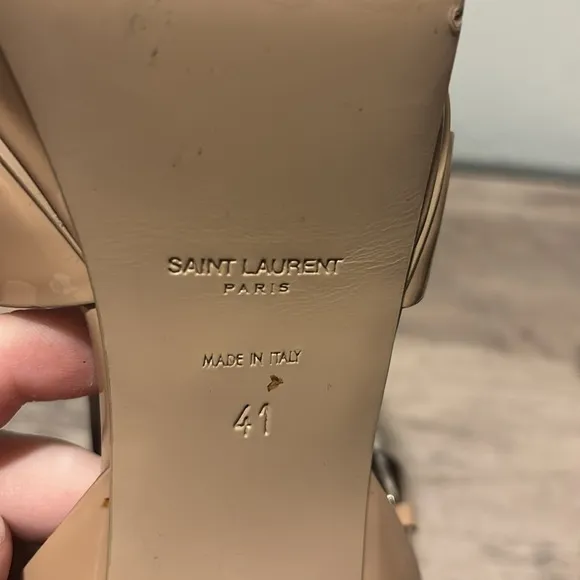 SAINT LAURENT
PARIS
MADE IN ITALY
41